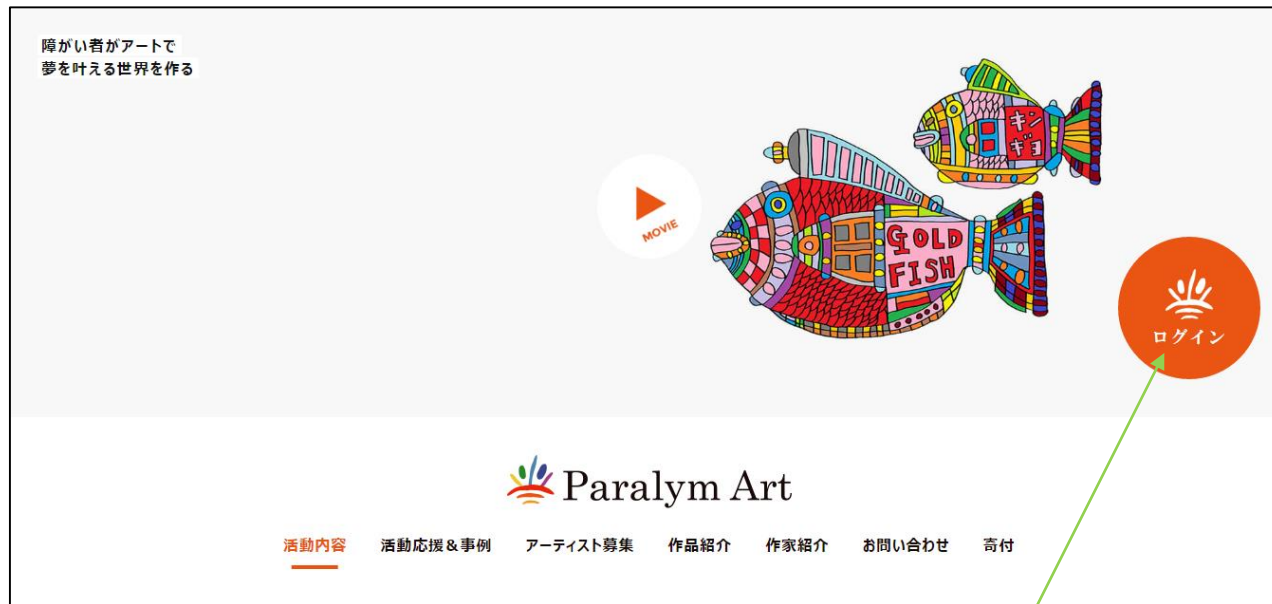 障がい者がアートで
夢を叶える世界を作る
キン
ギョ
MOVIE
GOLD
FISH
ログイン
Paralym Art
活動内容 活動応援&事例 アーティスト募集 作品紹介 作家紹介 お問い合わせ 寄付